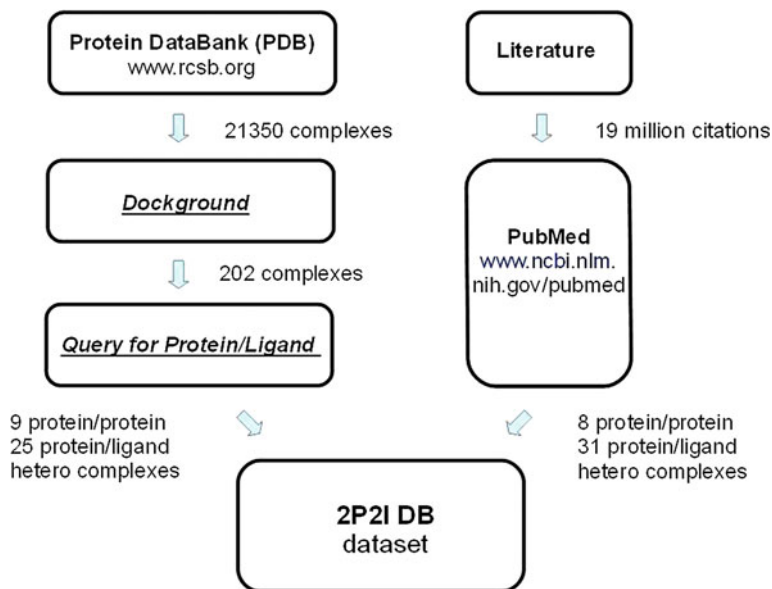 Protein DataBank (PDB)
www.rcsb.org
21350 complexes
Dockground
202 complexes
Query for Protein/Ligand
9 protein/protein
25 protein/ligand
hetero complexes
Literature
19 million citations
PubMed
www.ncbi.nlm.
nih.gov/pubmed
8 protein/protein
31 protein/ligand
hetero complexes
2P2I DB
dataset